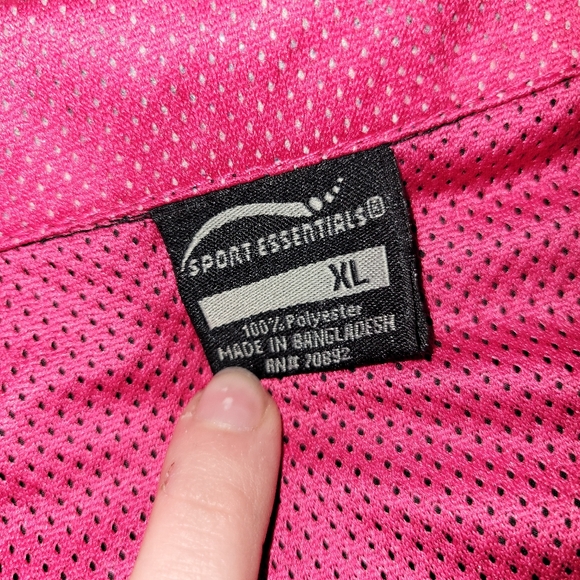 SPORT ESSENTIALS®
XL
100% Polyester
MADE IN BANGLADESH
RN# 70892